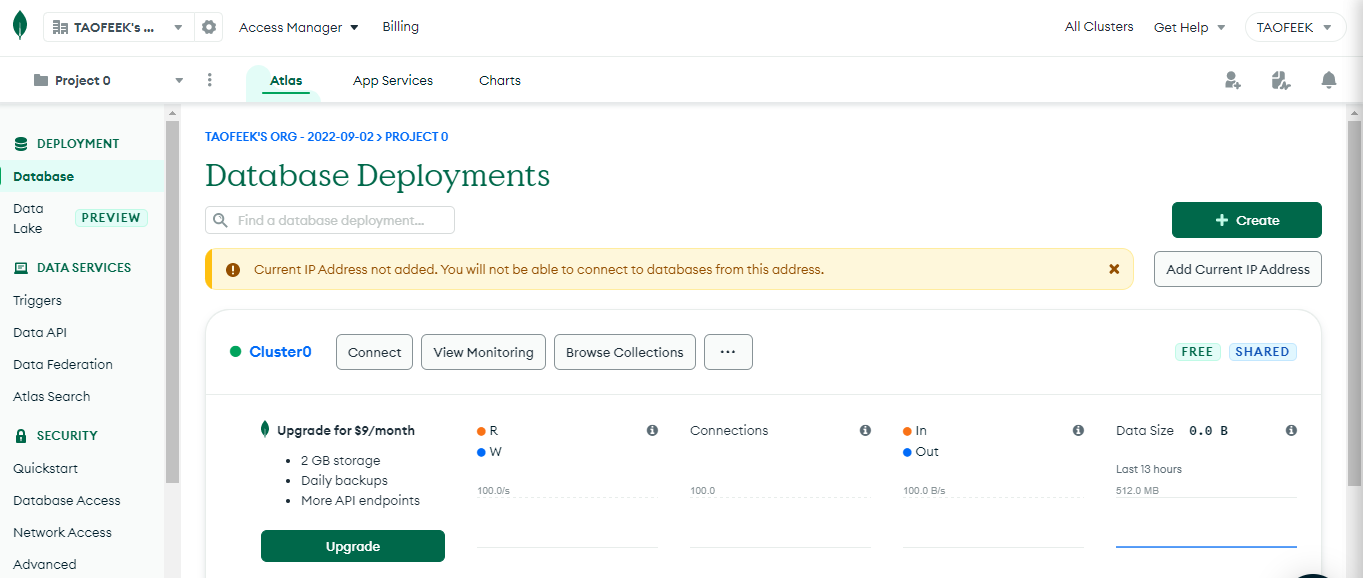 TAOFEEK's ...
Access Manager
Billing
All Clusters
Get Help
TAOFEEK
Project 0
Atlas
App Services
Charts
DEPLOYMENT
Database
Data
Lake
PREVIEW
DATA SERVICES
Triggers
Data API
Data Federation
Atlas Search
SECURITY
Quickstart
Database Access
Network Access
Advanced
TAOFEEK'S ORG - 2022-09-02 > PROJECT 0
Database Deployments
Find a database deployment...
+ Create
Current IP Address not added. You will not be able to connect to databases from this address.
Add Current IP Address
Cluster0
Connect
View Monitoring
Browse Collections
...
FREE
SHARED
Upgrade for $9/month
• 2 GB storage
• Daily backups
• More API endpoints
Upgrade
R
W
100.0/s
Connections
100.0
In
Out
100.0 B/s
Data Size 0.0 B
Last 13 hours
512.0 MB